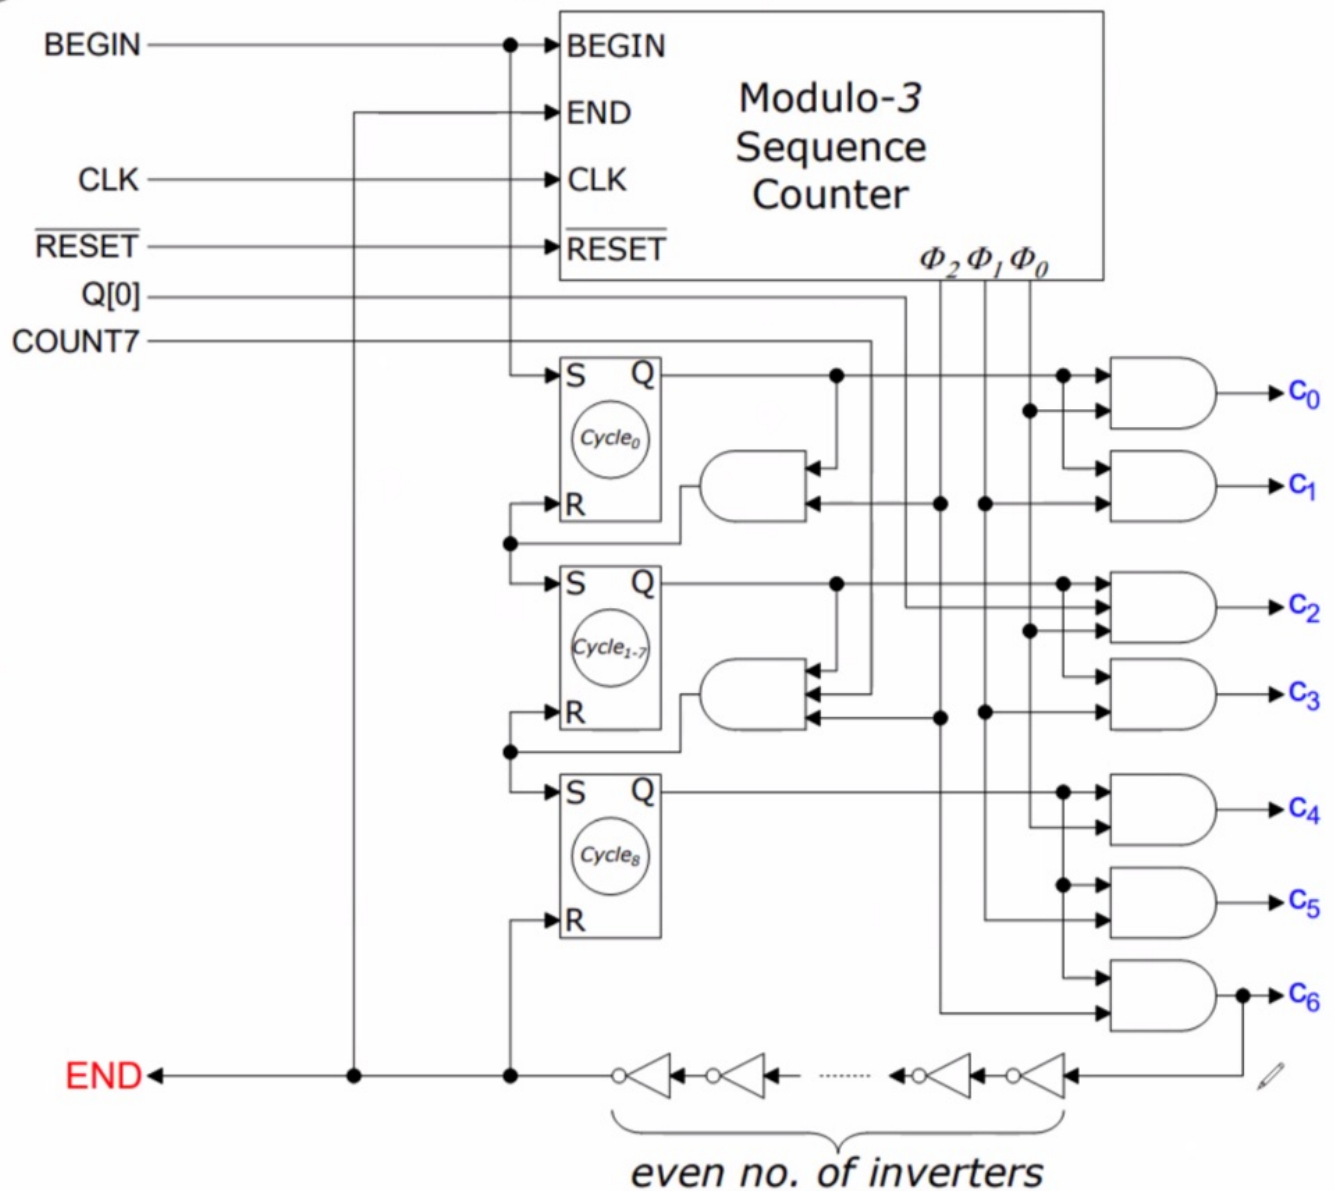 BEGIN
BEGIN
END
Modulo-3
Sequence
Counter
CLK
CLK
RESET
RESET
Φ2 Φ1 Φ0
Q[0]
COUNT7
S Q
Cycle0
R
c0
c1
S Q
Cycle1-7
R
c2
c3
S Q
Cycle8
R
c4
c5
c6
END
........
even no. of inverters